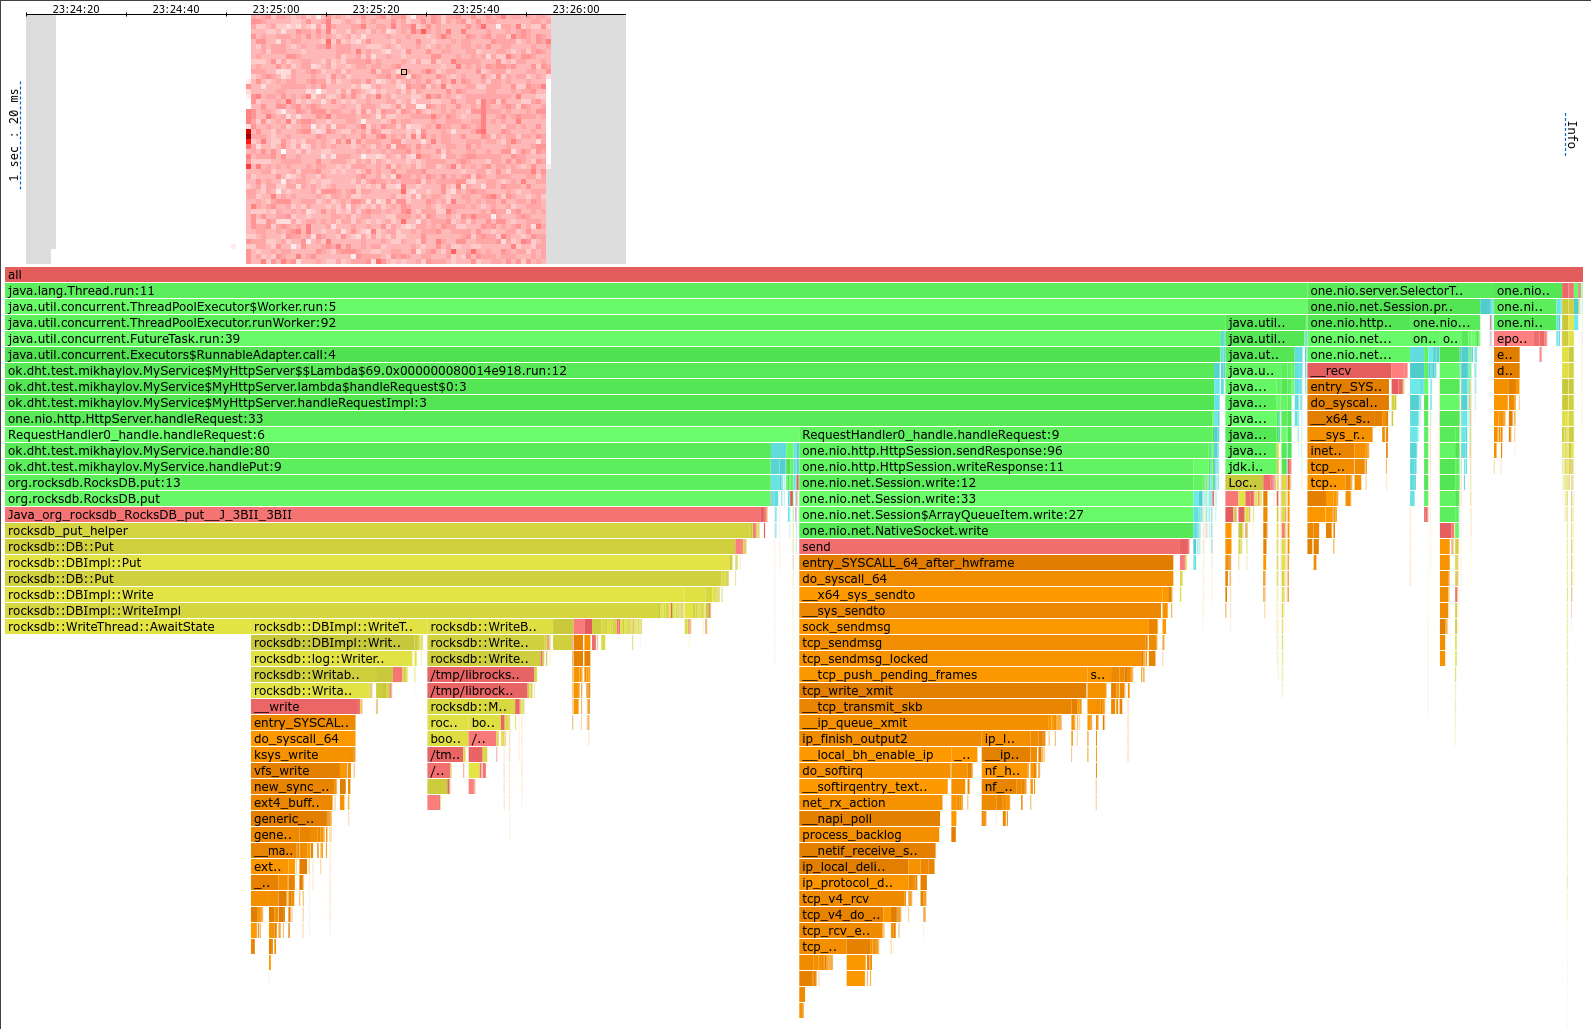 23:24:20 23:24:40 23:25:00 23:25:20 23:25:40 23:26:00
1 sec : 20 ms
Info
all
java.lang.Thread.run:11 one.nio.server.SelectorT.. one.nio..
java.util.concurrent.ThreadPoolExecutor$Worker.run:5 one.nio.net.Session.pr.. one.ni..
java.util.concurrent.ThreadPoolExecutor.runWorker:92 java.util.. one.nio.http.. one.nio... one.ni..
java.util.concurrent.FutureTask.run:39 java.util.. one.nio.net... on.. o.. epo..
java.util.concurrent.Executors$RunnableAdapter.call:4 java.ut.. one.nio.net... e..
ok.dht.test.mikhaylov.MyService$MyHttpServer$$Lambda$69.0x000000080014e918.run:12 java.u.. __recv d..
ok.dht.test.mikhaylov.MyService$MyHttpServer.lambda$handleRequest$0:3 java... entry_SYS..
ok.dht.test.mikhaylov.MyService$MyHttpServer.handleRequestImpl:3 java... do_syscal..
one.nio.http.HttpServer.handleRequest:33 java... __x64_s..
RequestHandler0_handle.handleRequest:6 RequestHandler0_handle.handleRequest:9 java... __sys_r..
ok.dht.test.mikhaylov.MyService.handle:80 one.nio.http.HttpSession.sendResponse:96 java... inet..
ok.dht.test.mikhaylov.MyService.handlePut:9 one.nio.http.HttpSession.writeResponse:11 jdk.i.. tcp_..
org.rocksdb.RocksDB.put:13 one.nio.net.Session.write:12 Loc.. tcp..
org.rocksdb.RocksDB.put one.nio.net.Session.write:33
Java_org_rocksdb_RocksDB_put__J_3BII_3BII one.nio.net.Session$ArrayQueueItem.write:27
rocksdb_put_helper one.nio.net.NativeSocket.write
rocksdb::DB::Put send
rocksdb::DBImpl::Put entry_SYSCALL_64_after_hwframe
rocksdb::DB::Put do_syscall_64
rocksdb::DBImpl::Write __x64_sys_sendto
rocksdb::DBImpl::WriteImpl __sys_sendto
rocksdb::WriteThread::AwaitState rocksdb::DBImpl::WriteT.. rocksdb::WriteB.. sock_sendmsg
rocksdb::DBImpl::Writ.. rocksdb::Write.. tcp_sendmsg
rocksdb::log::Writer.. rocksdb::Write.. tcp_sendmsg_locked
rocksdb::Writab.. /tmp/librocks.. __tcp_push_pending_frames s..
rocksdb::Writa.. /tmp/librock.. tcp_write_xmit
__write rocksdb::M.. __tcp_transmit_skb
entry_SYSCAL.. roc.. bo.. __ip_queue_xmit
do_syscall_64 boo.. /.. ip_finish_output2 ip_l..
ksys_write /tm.. __local_bh_enable_ip _.. __ip..
vfs_write /.. do_softirq nf_h..
new_sync_.. __softirqentry_text.. nf_..
ext4_buff.. net_rx_action
generic_.. __napi_poll
gene.. process_backlog
__ma.. __netif_receive_s..
ext.. ip_local_deli..
_.. ip_protocol_d..
tcp_v4_rcv
tcp_v4_do_..
tcp_rcv_e..
tcp_..